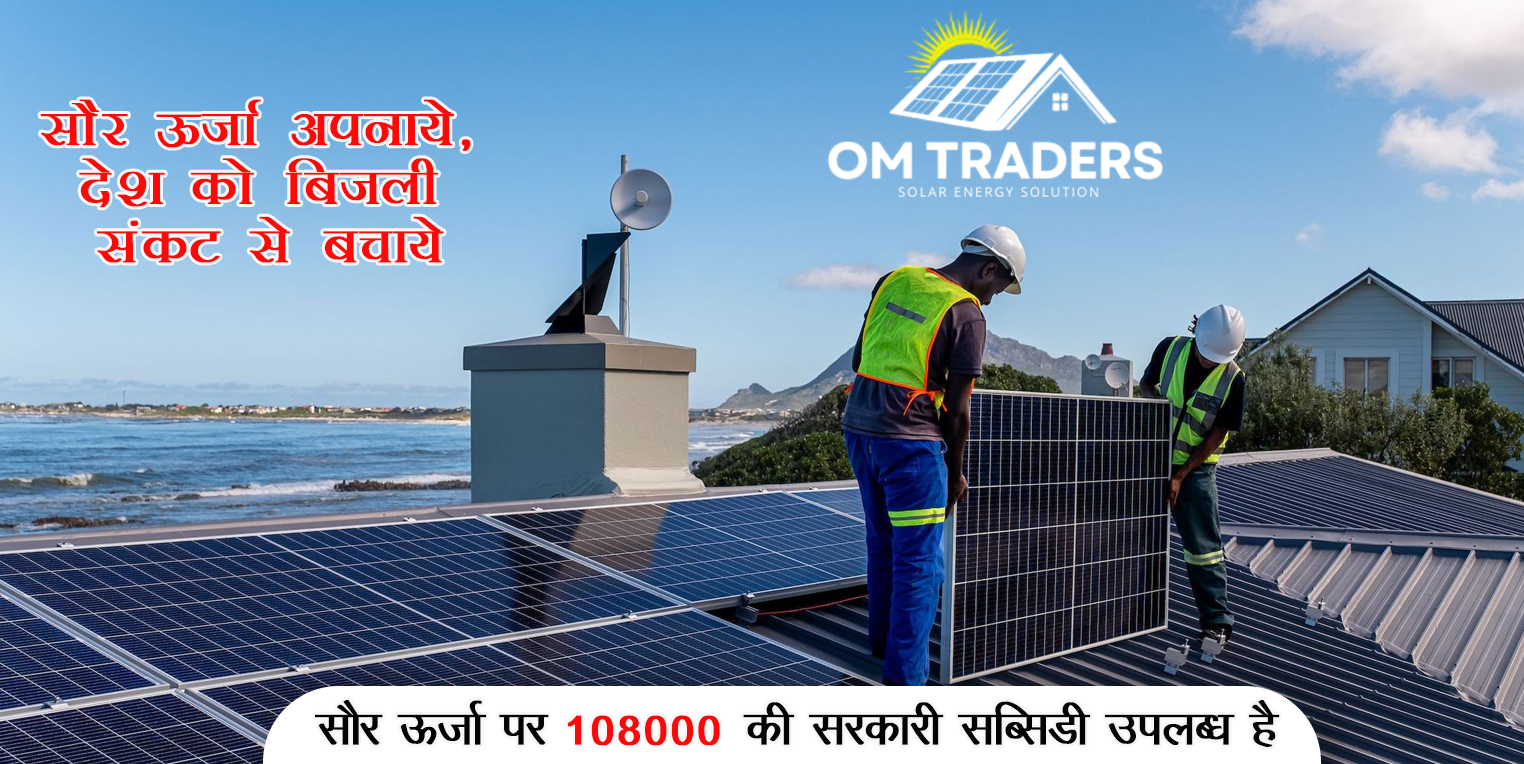 सौर ऊर्जा अपनाये,
देश को बिजली
संकट से बचाये
OM TRADERS
SOLAR ENERGY SOLUTION
सौर ऊर्जा पर 108000 की सरकारी सब्सिडी उपलब्ध है